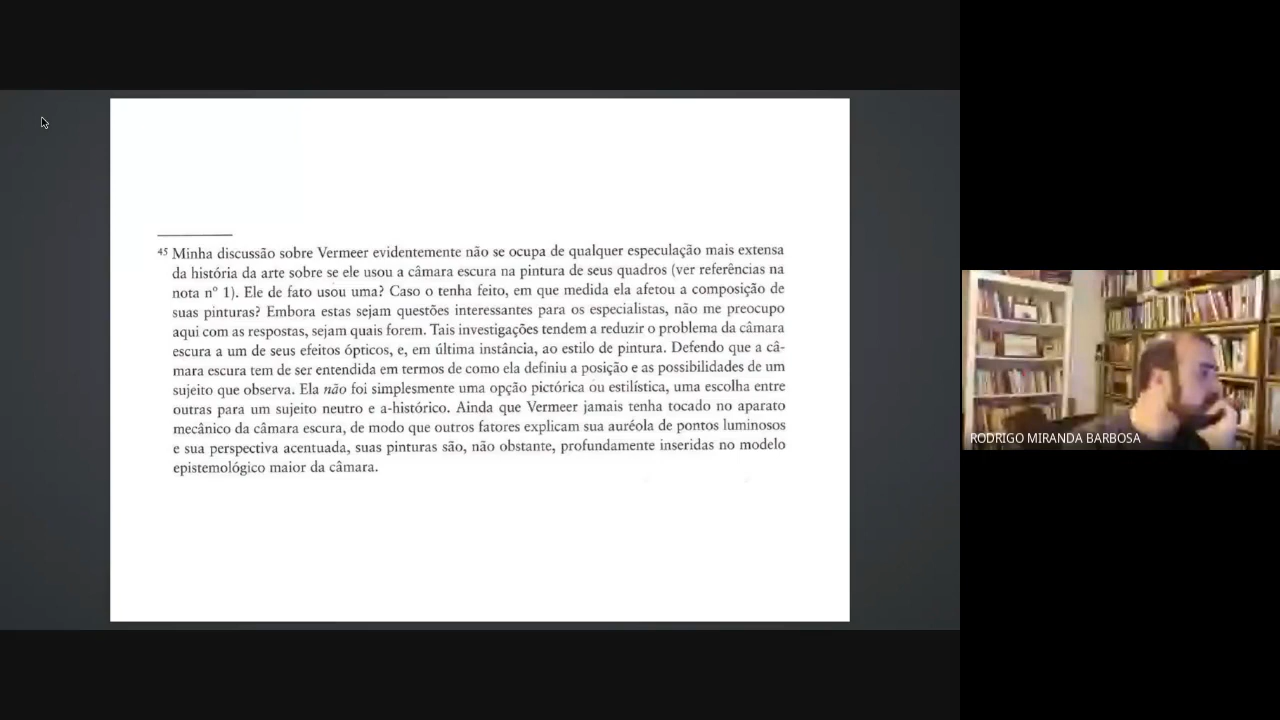 45 Minha discussão sobre Vermeer evidentemente não se ocupa de qualquer especulação mais extensa
da história da arte sobre se ele usou a câmara escura na pintura de seus quadros (ver referências na
nota nº 1). Ele de fato usou uma? Caso o tenha feito, em que medida ela afetou a composição de
suas pinturas? Embora estas sejam questões interessantes para os especialistas, não me preocupo
aqui com as respostas, sejam quais forem. Tais investigações tendem a reduzir o problema da câmara
escura a um de seus efeitos ópticos, e, em última instância, ao estilo de pintura. Defendo que a câ-
mara escura tem de ser entendida em termos de como ela definiu a posição e as possibilidades de um
sujeito que observa. Ela não foi simplesmente uma opção pictórica ou estilística, uma escolha entre
outras para um sujeito neutro e a-histórico. Ainda que Vermeer jamais tenha tocado no aparato
mecânico da câmara escura, de modo que outros fatores explicam sua auréola de pontos luminosos
e sua perspectiva acentuada, suas pinturas são, não obstante, profundamente inseridas no modelo
epistemológico maior da câmara.
RODRIGO MIRANDA BARBOSA